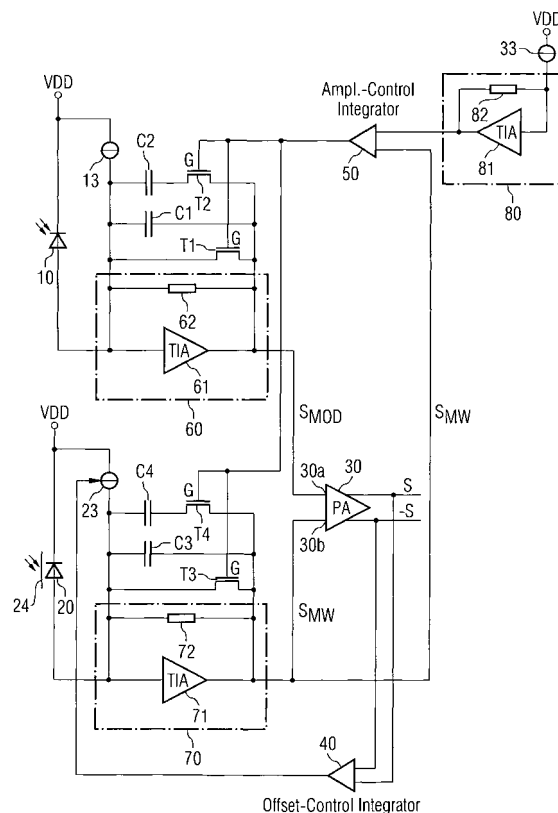 VDD
33
82
TIA
81
80
Ampl.-Control
Integrator
50
VDD
13
C2
G
T2
C1
T1
G
10
62
TIA
61
60
SMOD
SMW
VDD
23
C4
G
T4
C3
T3
G
24
20
30a
30
PA
30b
S
-S
SMW
72
TIA
71
70
40
Offset-Control Integrator